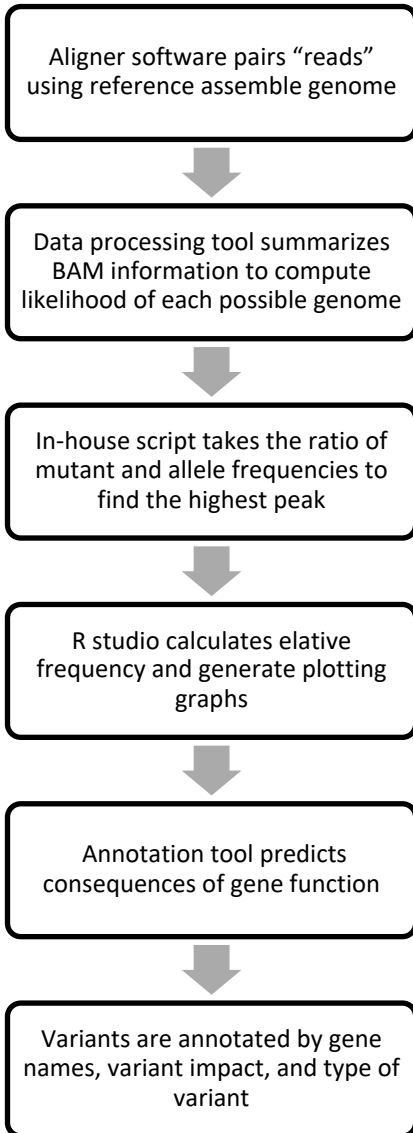 Aligner software pairs “reads”
using reference assemble genome
Data processing tool summarizes
BAM information to compute
likelihood of each possible genome
In-house script takes the ratio of
mutant and allele frequencies to
find the highest peak
R studio calculates elative
frequency and generate plotting
graphs
Annotation tool predicts
consequences of gene function
Variants are annotated by gene
names, variant impact, and type of
variant